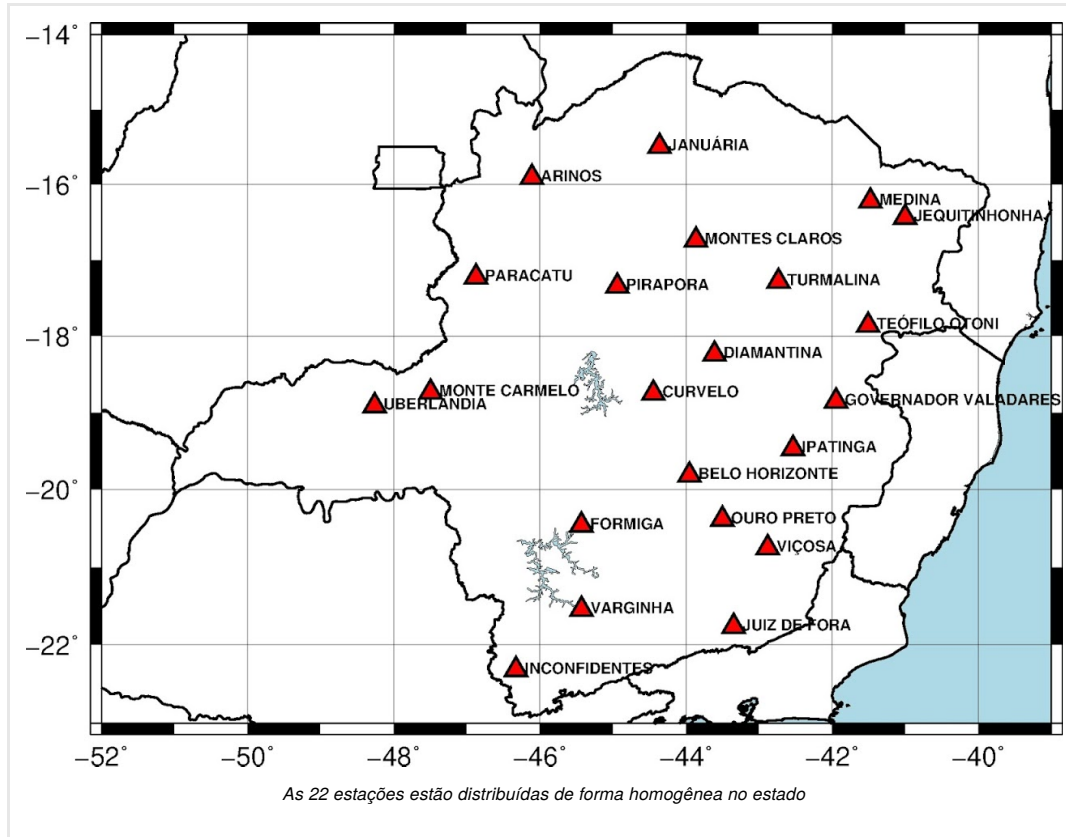 −14°
JANUÁRIA
ARINOS
−16°
MEDINA
JEQUITINHONHA
MONTES CLAROS
PARACATU
PIRAPORA
TURMALINA
TEÓFILO OTONI
−18°
DIAMANTINA
MONTE CARMELO
CURVELO
UBERLÂNDIA
GOVERNADOR VALADARES
IPATINGA
BELO HORIZONTE
−20°
OURO PRETO
FORMIGA
VIÇOSA
VARGINHA
JUIZ DE FORA
−22°
INCONFIDENTES
−52° −50° −48° −46° −44° −42° −40°
As 22 estações estão distribuídas de forma homogênea no estado